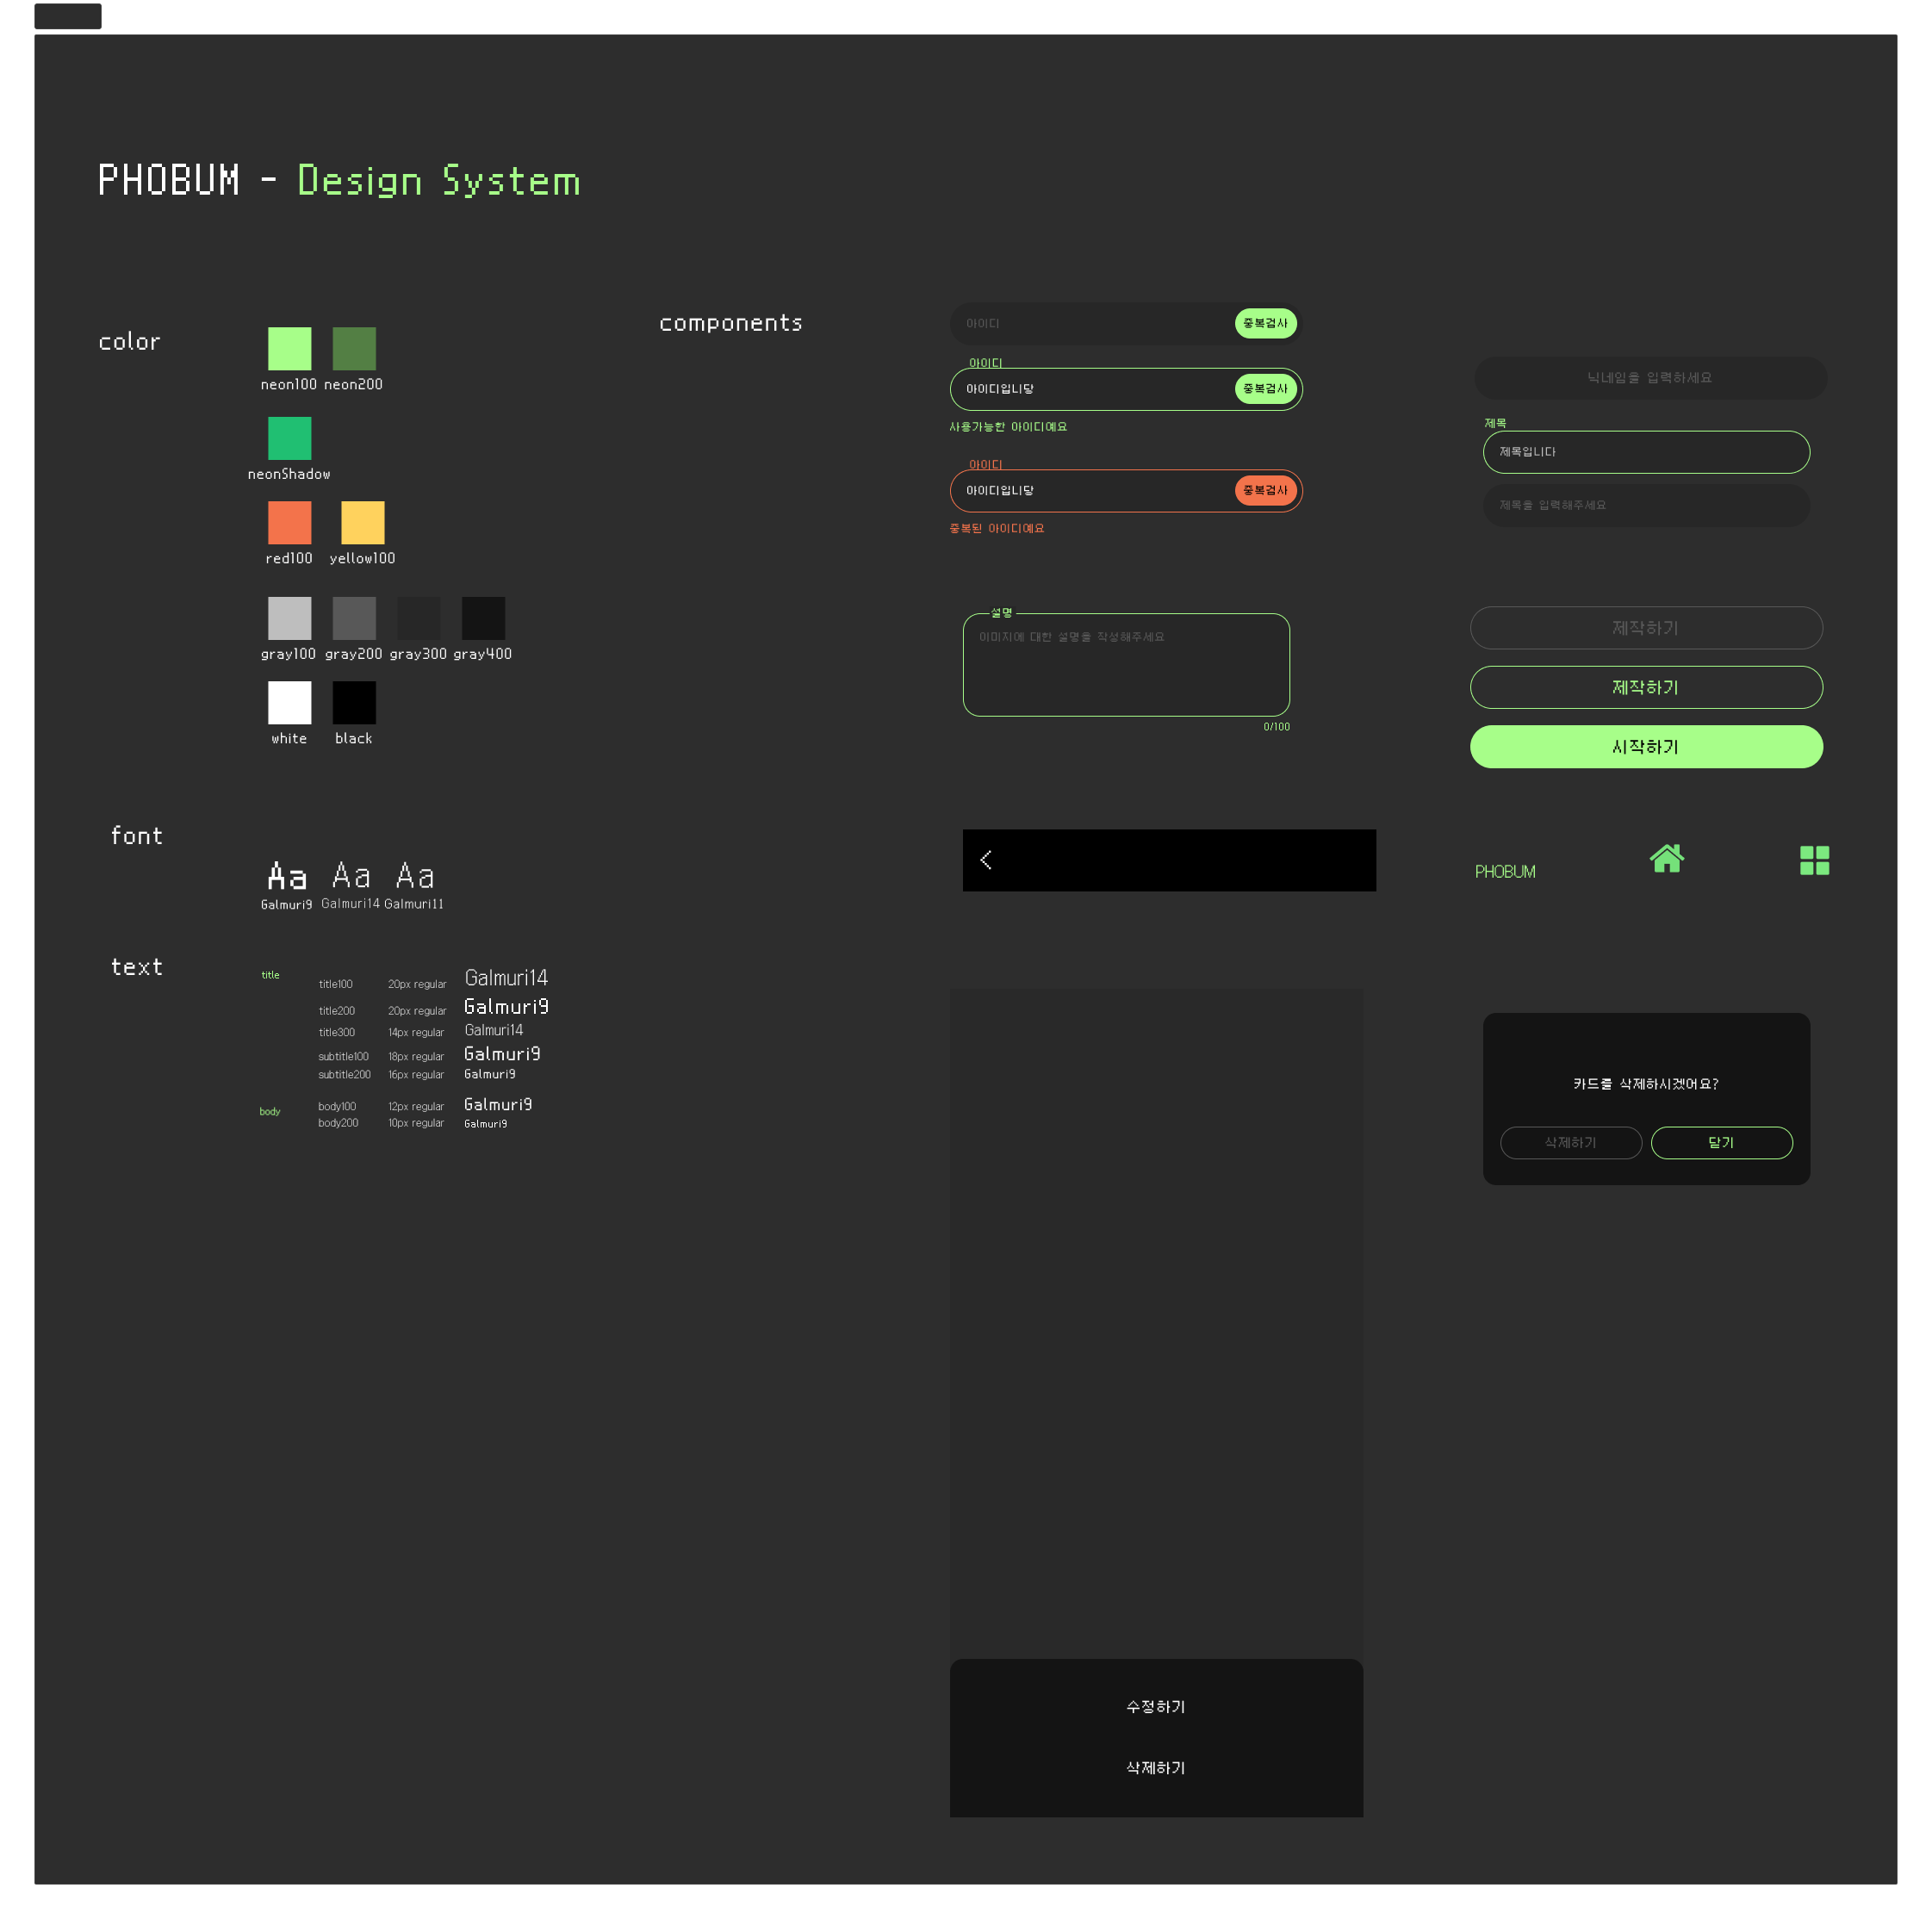 PHOBUM - Design System
color
neon100 neon200
neonShadow
red100 yellow100
gray100 gray200 gray300 gray400
white black
font
Aa Aa Aa
Galmuri9 Galmuri14 Galmuri11
text
title
title100 20px regular Galmuri14
title200 20px regular Galmuri9
title300 14px regular Galmuri14
subtitle100 18px regular Galmuri9
subtitle200 16px regular Galmuri9
body
body100 12px regular Galmuri9
body200 10px regular Galmuri9
components
아이디 중복검사
아이디
아이디입니당 중복검사
사용가능한 아이디예요
아이디
아이디입니당 중복검사
중복된 아이디예요
설명
이미지에 대한 설명을 작성해주세요
0/100
수정하기
삭제하기
닉네임을 입력하세요
제목
제목입니다
제목을 입력해주세요
제작하기
제작하기
시작하기
PHOBUM
카드를 삭제하시겠어요?
삭제하기 닫기